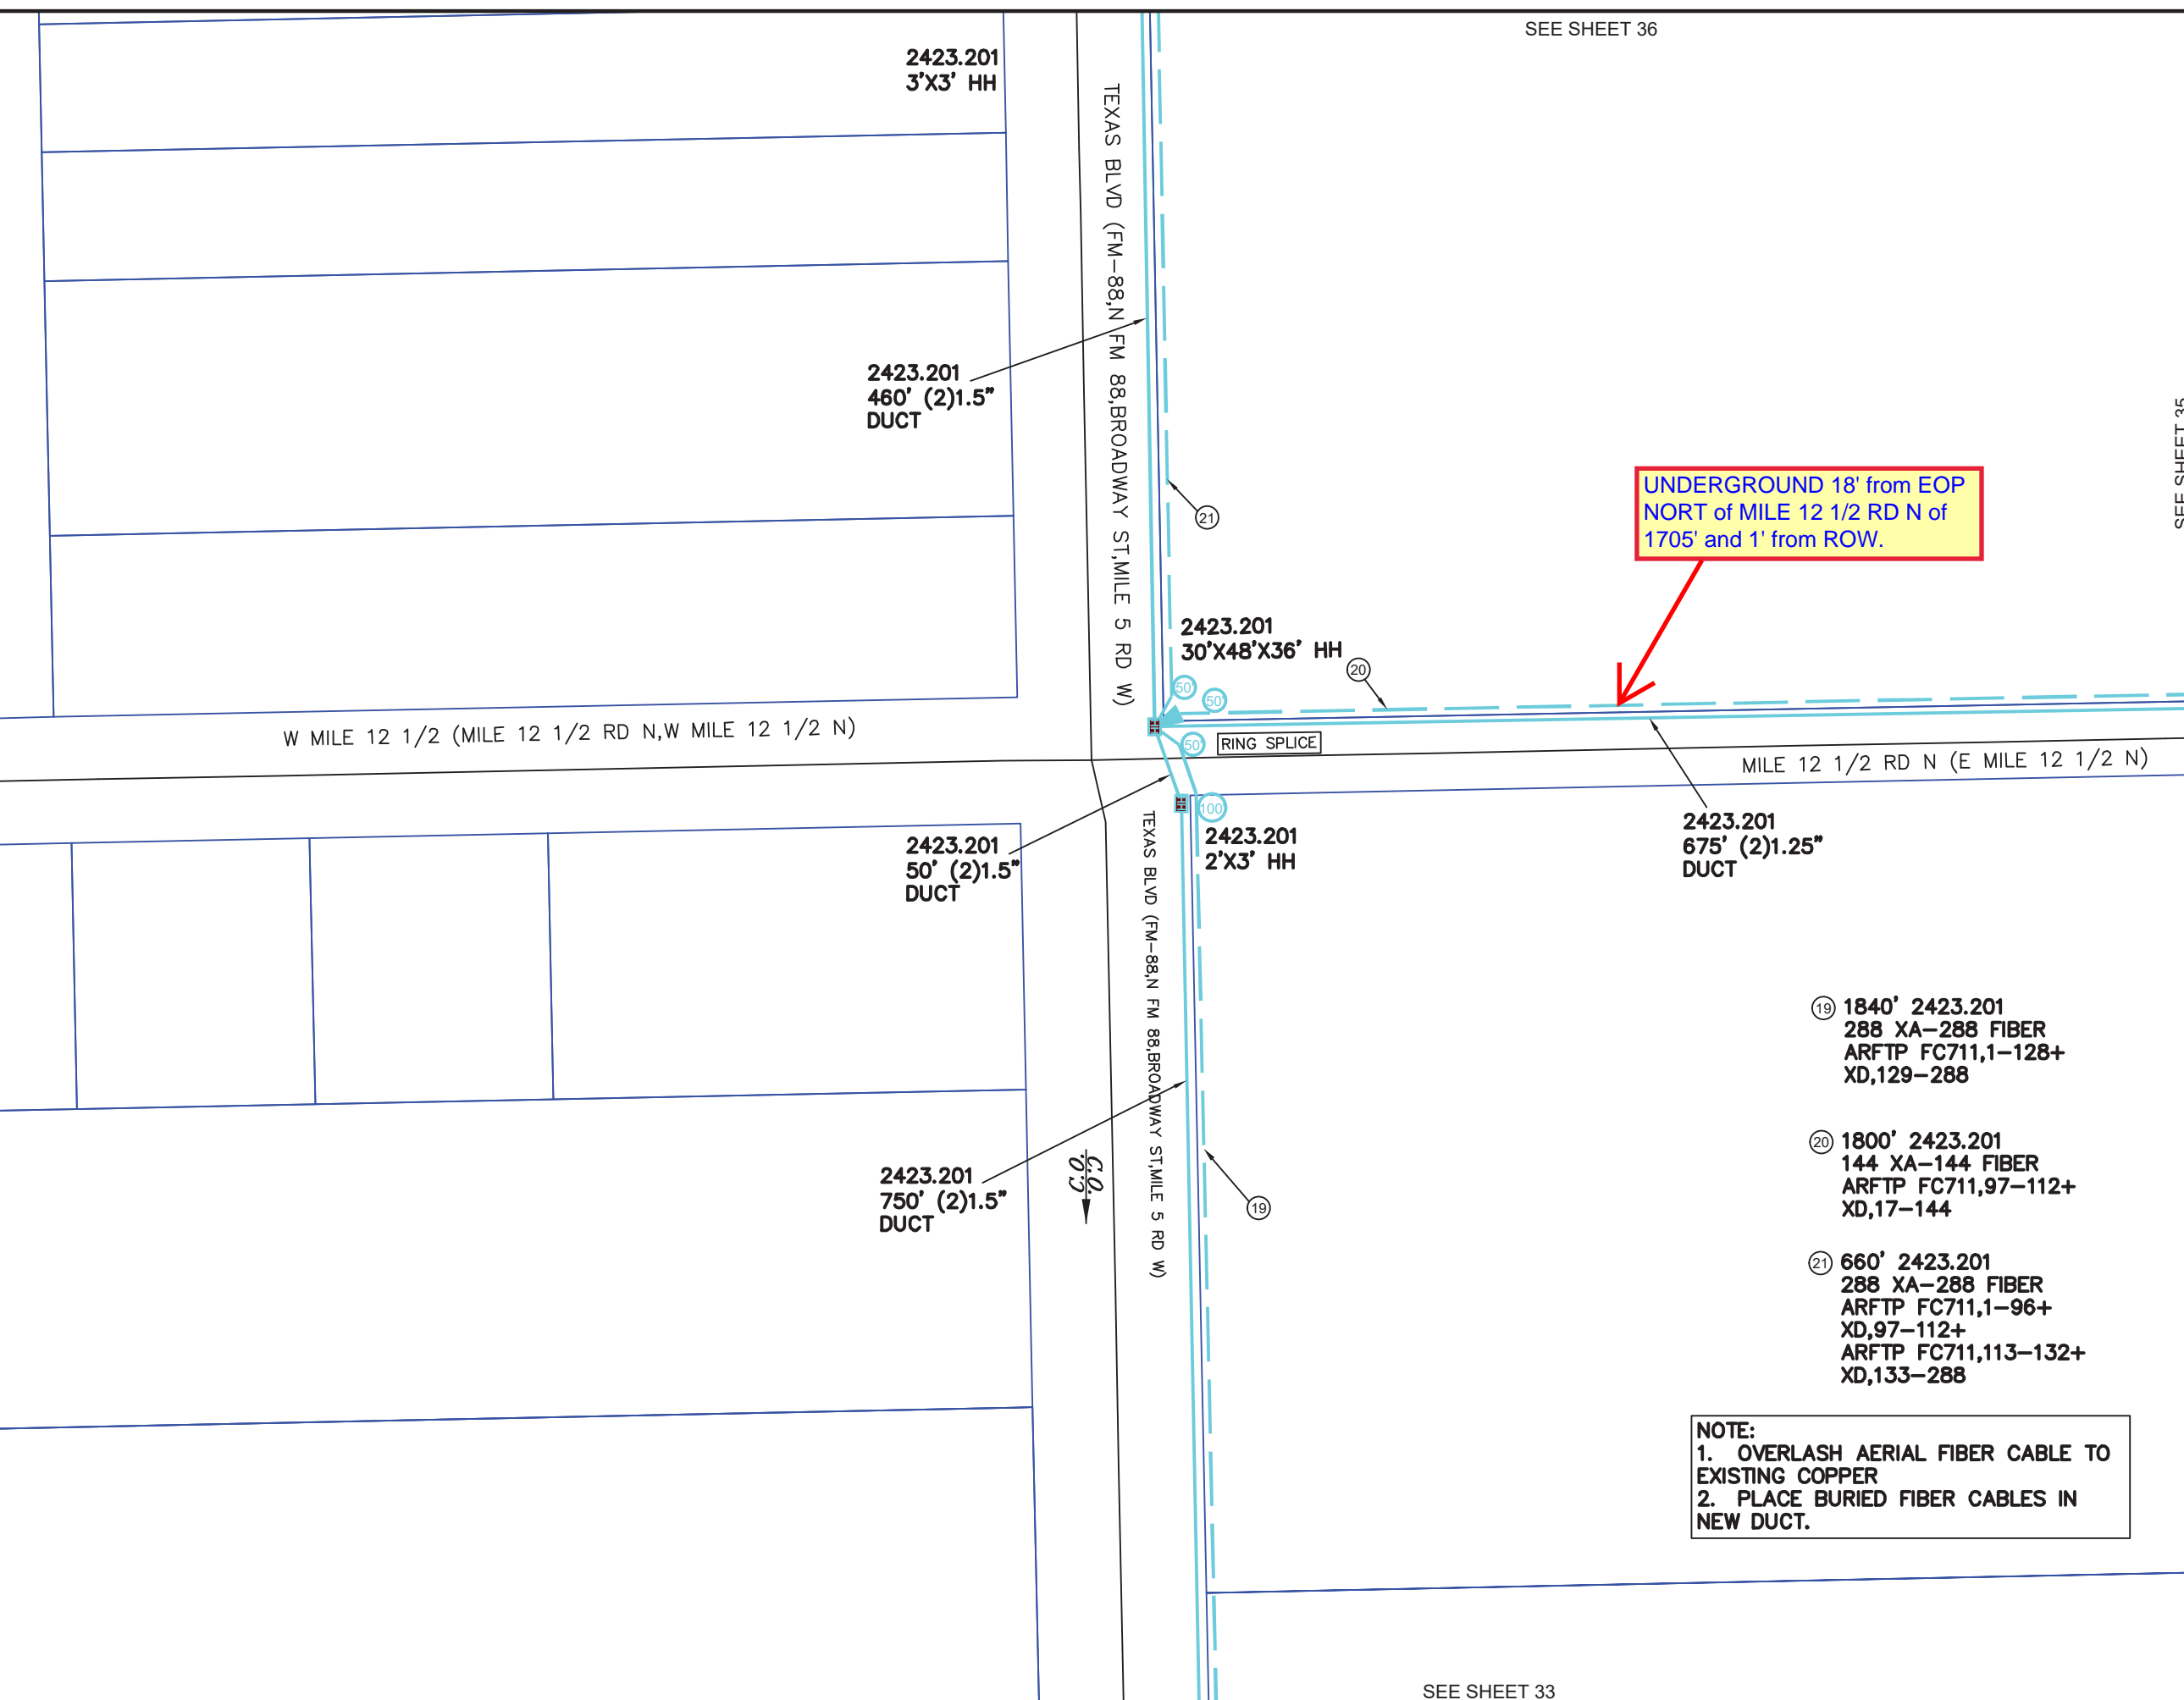 SEE SHEET 36
2423.201
3'X3' HH
TEXAS BLVD (FM-88,N FM 88,BROADWAY ST,MILE 5 RD W)
2423.201
460' (2)1.5"
DUCT
SEE SHEET 35
21
UNDERGROUND 18' from EOP
NORT of MILE 12 1/2 RD N of
1705' and 1' from ROW.
2423.201
30'X48'X36' HH
20
50'
50'
50'
RING SPLICE
W MILE 12 1/2 (MILE 12 1/2 RD N,W MILE 12 1/2 N)
MILE 12 1/2 RD N (E MILE 12 1/2 N)
100'
2423.201
2'X3' HH
2423.201
50' (2)1.5"
DUCT
2423.201
675' (2)1.25"
DUCT
TEXAS BLVD (FM-88,N FM 88,BROADWAY ST,MILE 5 RD W)
2423.201
750' (2)1.5"
DUCT
C.O.
C.O.
19
19 1840' 2423.201
288 XA-288 FIBER
ARFTP FC711,1-128+
XD,129-288
20 1800' 2423.201
144 XA-144 FIBER
ARFTP FC711,97-112+
XD,17-144
21 660' 2423.201
288 XA-288 FIBER
ARFTP FC711,1-96+
XD,97-112+
ARFTP FC711,113-132+
XD,133-288
NOTE:
1. OVERLASH AERIAL FIBER CABLE TO
EXISTING COPPER
2. PLACE BURIED FIBER CABLES IN
NEW DUCT.
SEE SHEET 33